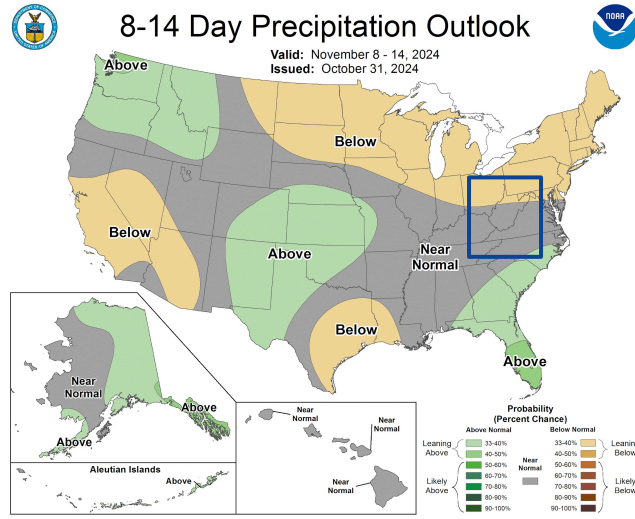 8-14 Day Precipitation Outlook
Valid: November 8 - 14, 2024
Issued: October 31, 2024
NOAA
Above
Below
Below
Above
Near
Normal
Below
Above
Near
Normal
Above
Above
Aleutian Islands
Above
Near
Normal
Near
Normal
Near
Normal
Near
Normal
Probability
(Percent Chance)
Above Normal
Below Normal
Leaning
Above
33-40%
40-50%
Likely
Above
50-60%
60-70%
70-80%
80-90%
90-100%
Near
Normal
33-40%
40-50%
50-60%
60-70%
70-80%
80-90%
90-100%
Leanin
Below
Likely
Below